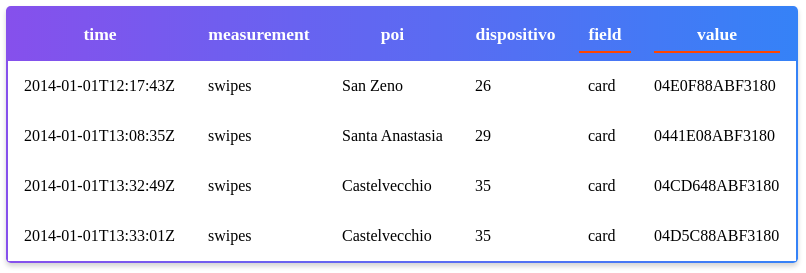 time measurement poi dispositivo field value
2014-01-01T12:17:43Z swipes San Zeno 26 card 04E0F88ABF3180
2014-01-01T13:08:35Z swipes Santa Anastasia 29 card 0441E08ABF3180
2014-01-01T13:32:49Z swipes Castelvecchio 35 card 04CD648ABF3180
2014-01-01T13:33:01Z swipes Castelvecchio 35 card 04D5C88ABF3180